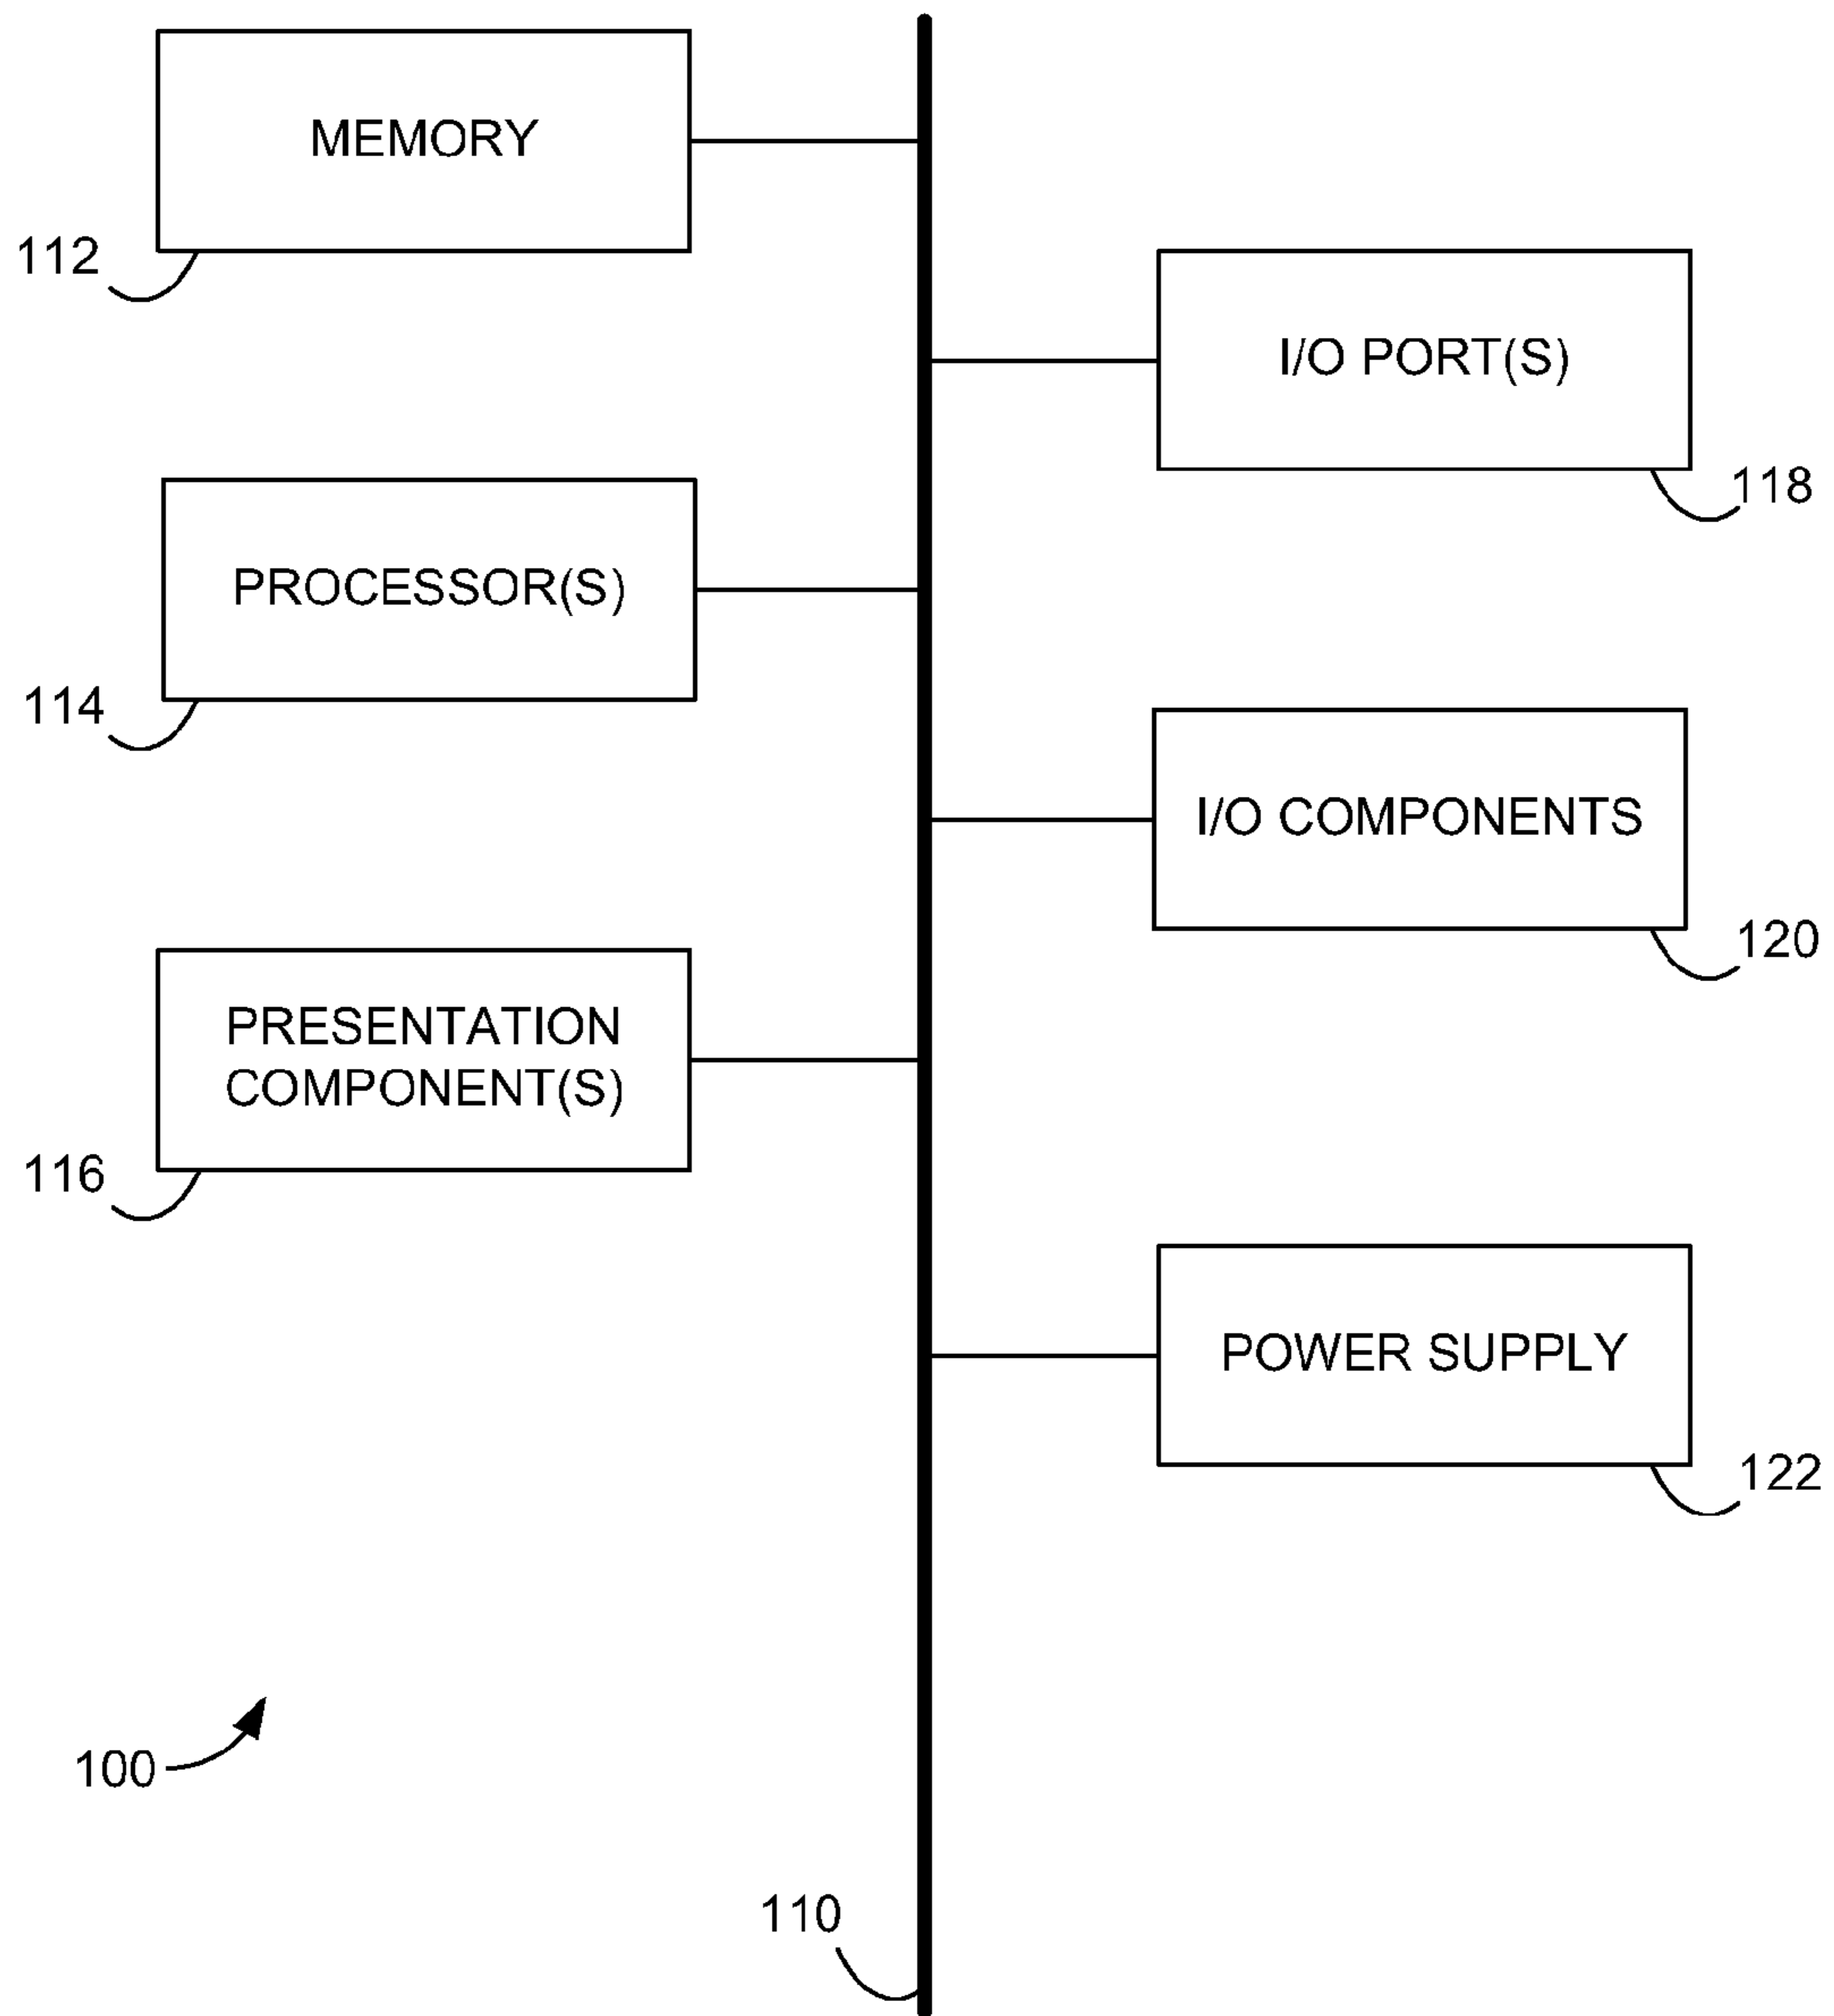 MEMORY
112
I/O PORT(S)
118
PROCESSOR(S)
114
I/O COMPONENTS
120
PRESENTATION
COMPONENT(S)
116
POWER SUPPLY
122
100
110